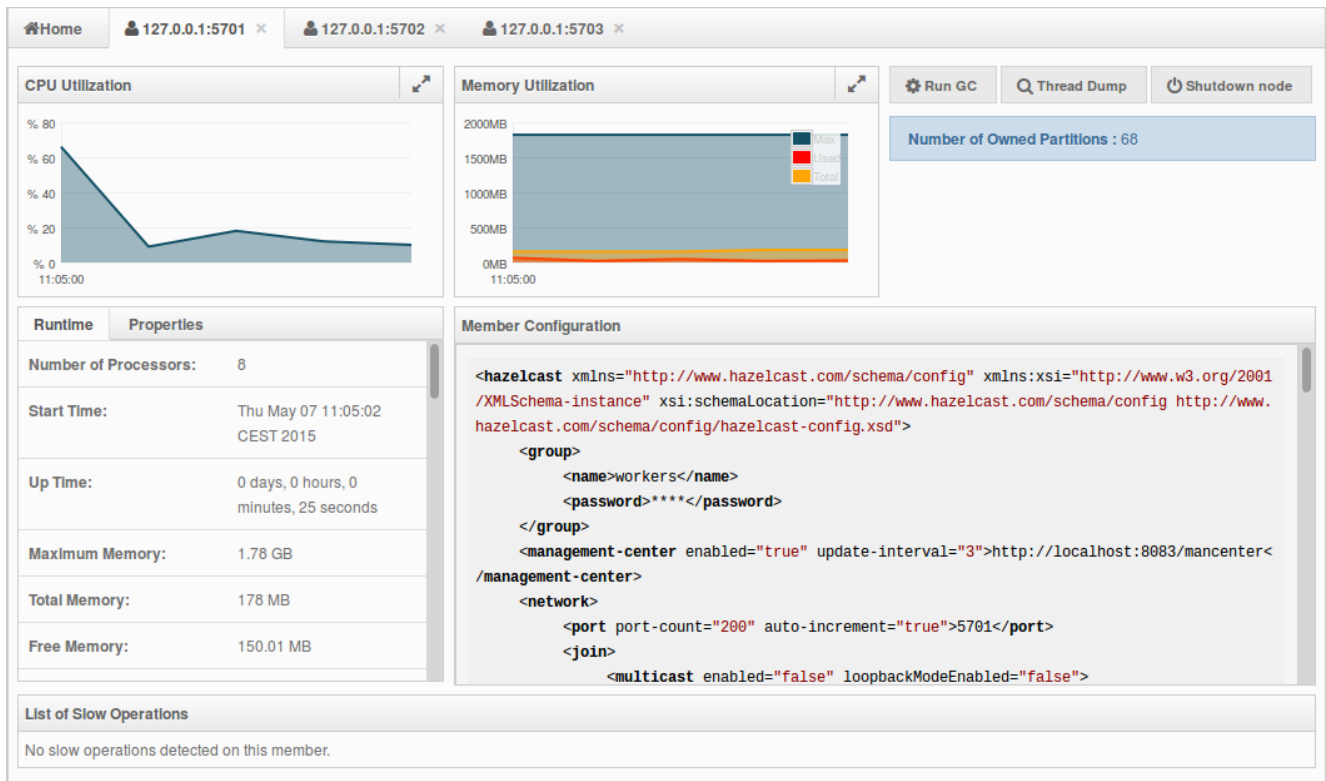 Home 127.0.0.1:5701 × 127.0.0.1:5702 × 127.0.0.1:5703 ×
CPU Utilization
% 80
% 60
% 40
% 20
% 0
11:05:00
Memory Utilization
2000MB
1500MB
1000MB
500MB
0MB
11:05:00
Max
Used
Total
Run GC Thread Dump Shutdown node
Number of Owned Partitions : 68
Runtime Properties
Number of Processors: 8
Start Time: Thu May 07 11:05:02
CEST 2015
Up Time: 0 days, 0 hours, 0
minutes, 25 seconds
Maximum Memory: 1.78 GB
Total Memory: 178 MB
Free Memory: 150.01 MB
Member Configuration
<hazelcast xmlns="http://www.hazelcast.com/schema/config" xmlns:xsi="http://www.w3.org/2001
/XMLSchema-instance" xsi:schemaLocation="http://www.hazelcast.com/schema/config http://www.
hazelcast.com/schema/config/hazelcast-config.xsd">
<group>
<name>workers</name>
<password>****</password>
</group>
<management-center enabled="true" update-interval="3">http://localhost:8083/mancenter<
/management-center>
<network>
<port port-count="200" auto-increment="true">5701</port>
<join>
<multicast enabled="false" loopbackModeEnabled="false">
List of Slow Operations
No slow operations detected on this member.